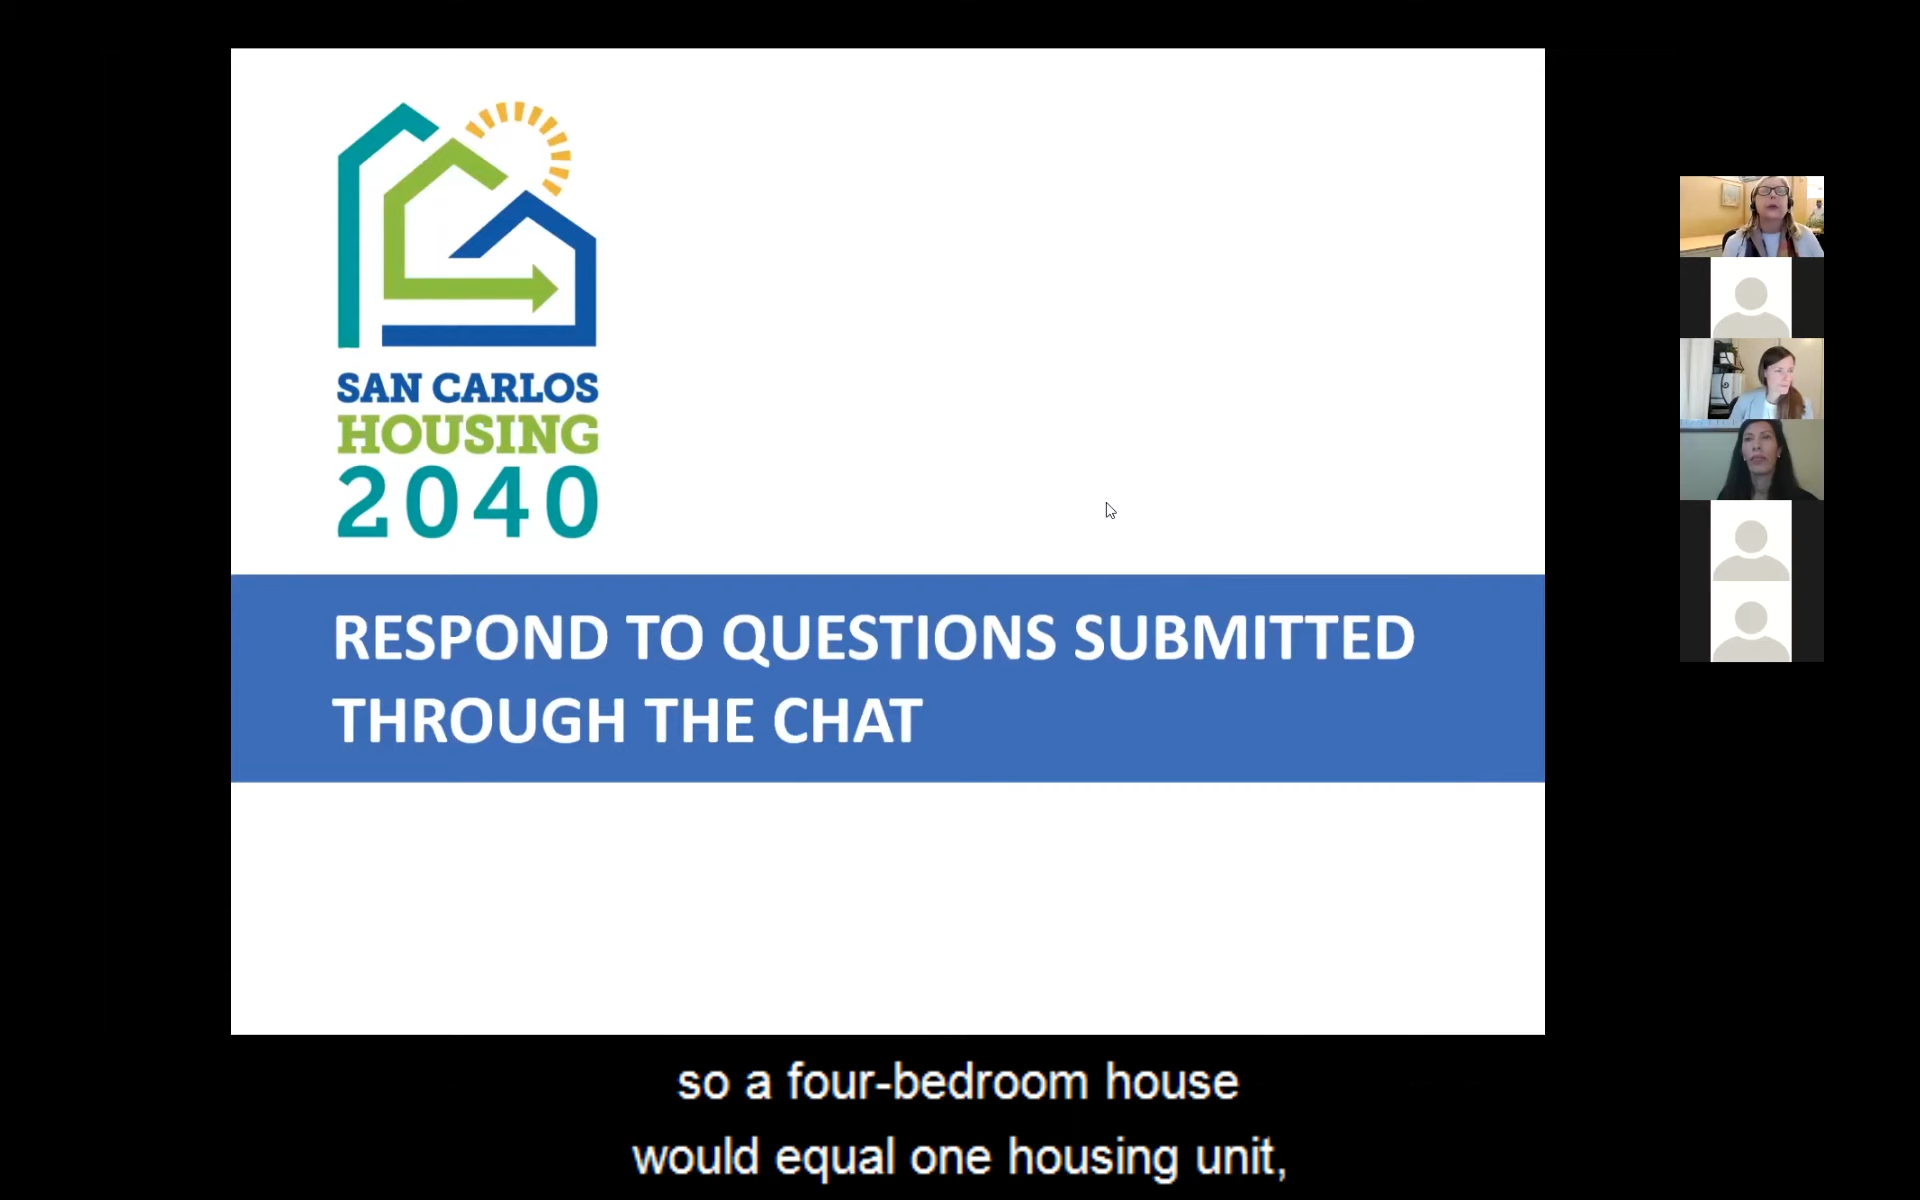 SAN CARLOS
HOUSING
2040
RESPOND TO QUESTIONS SUBMITTED
THROUGH THE CHAT
so a four-bedroom house
would equal one housing unit,